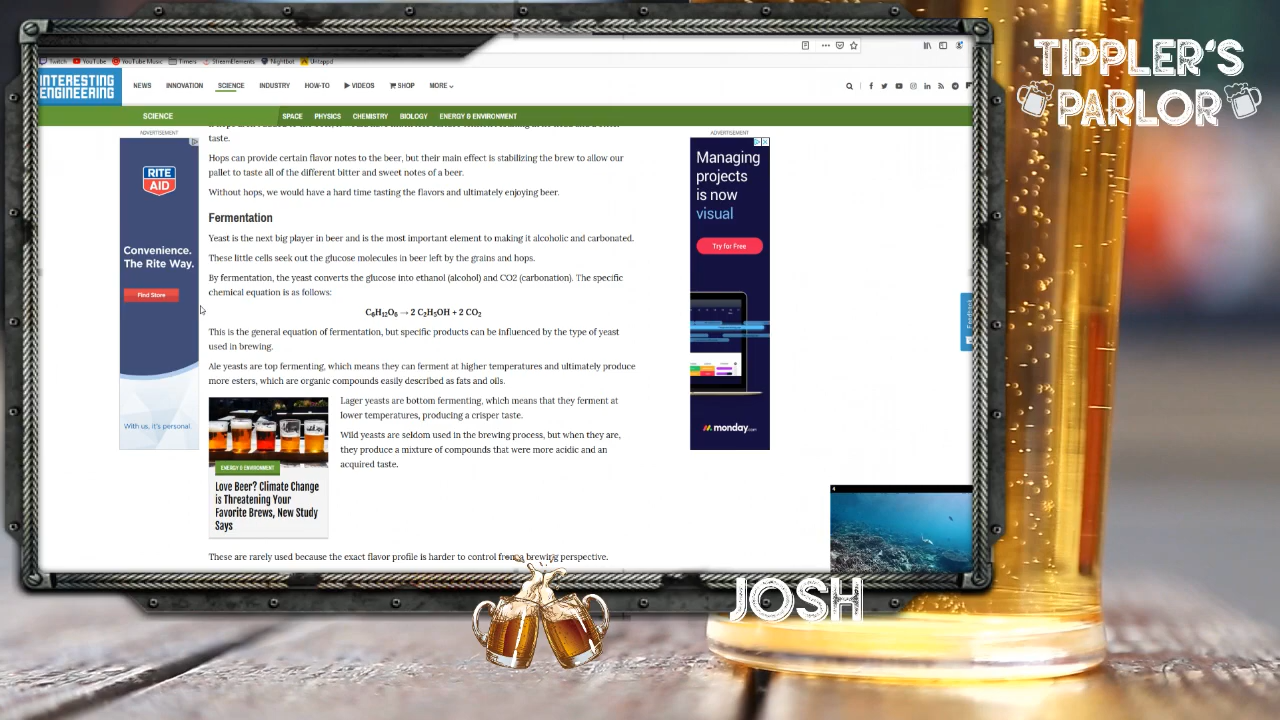 TIPPLER'S
PARLOR
Twitch YouTube YouTube Music Timers StreamElements Nightbot Untappd
INTERESTING
ENGINEERING
NEWS INNOVATION SCIENCE INDUSTRY HOW-TO VIDEOS SHOP MORE
SCIENCE SPACE PHYSICS CHEMISTRY BIOLOGY ENERGY & ENVIRONMENT
ADVERTISEMENT
RITE
AID
Convenience.
The Rite Way.
Find Store
With us, it's personal.
taste.
Hops can provide certain flavor notes to the beer, but their main effect is stabilizing the brew to allow our
pallet to taste all of the different bitter and sweet notes of a beer.
Without hops, we would have a hard time tasting the flavors and ultimately enjoying beer.
Fermentation
Yeast is the next big player in beer and is the most important element to making it alcoholic and carbonated.
These little cells seek out the glucose molecules in beer left by the grains and hops.
By fermentation, the yeast converts the glucose into ethanol (alcohol) and CO2 (carbonation). The specific
chemical equation is as follows:
C₆H₁₂O₆ → 2 C₂H₅OH + 2 CO₂
This is the general equation of fermentation, but specific products can be influenced by the type of yeast
used in brewing.
Ale yeasts are top fermenting, which means they can ferment at higher temperatures and ultimately produce
more esters, which are organic compounds easily described as fats and oils.
Lager yeasts are bottom fermenting, which means that they ferment at
lower temperatures, producing a crisper taste.
Wild yeasts are seldom used in the brewing process, but when they are,
they produce a mixture of compounds that were more acidic and an
acquired taste.
ENERGY & ENVIRONMENT
Love Beer? Climate Change
is Threatening Your
Favorite Brews, New Study
Says
These are rarely used because the exact flavor profile is harder to control from a brewing perspective.
ADVERTISEMENT
Managing
projects
is now
visual
Try for Free
monday.com
Feedback
JOSH